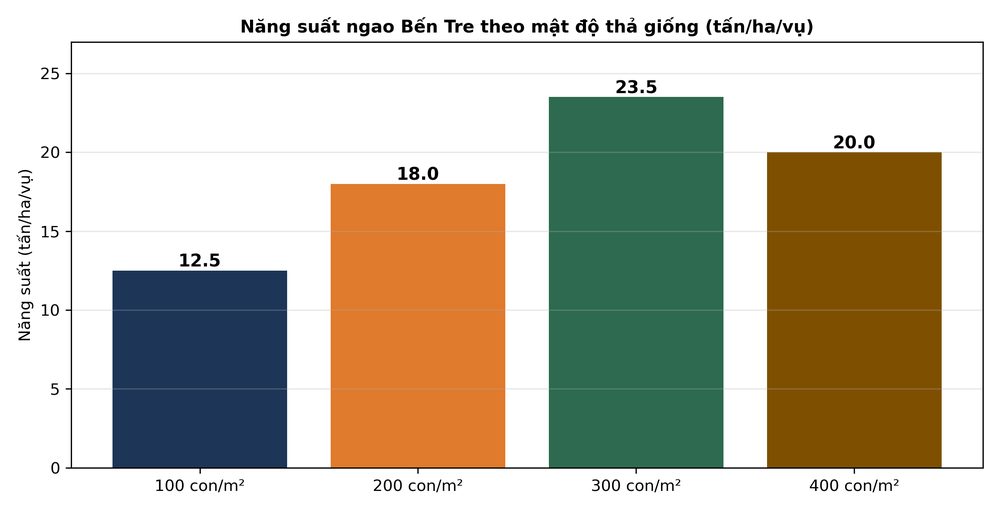 Năng suất ngao Bến Tre theo mật độ thả giống (tấn/ha/vụ)
Năng suất (tấn/ha/vụ)
25
20
15
10
5
0
12.5
18.0
23.5
20.0
100 con/m²
200 con/m²
300 con/m²
400 con/m²